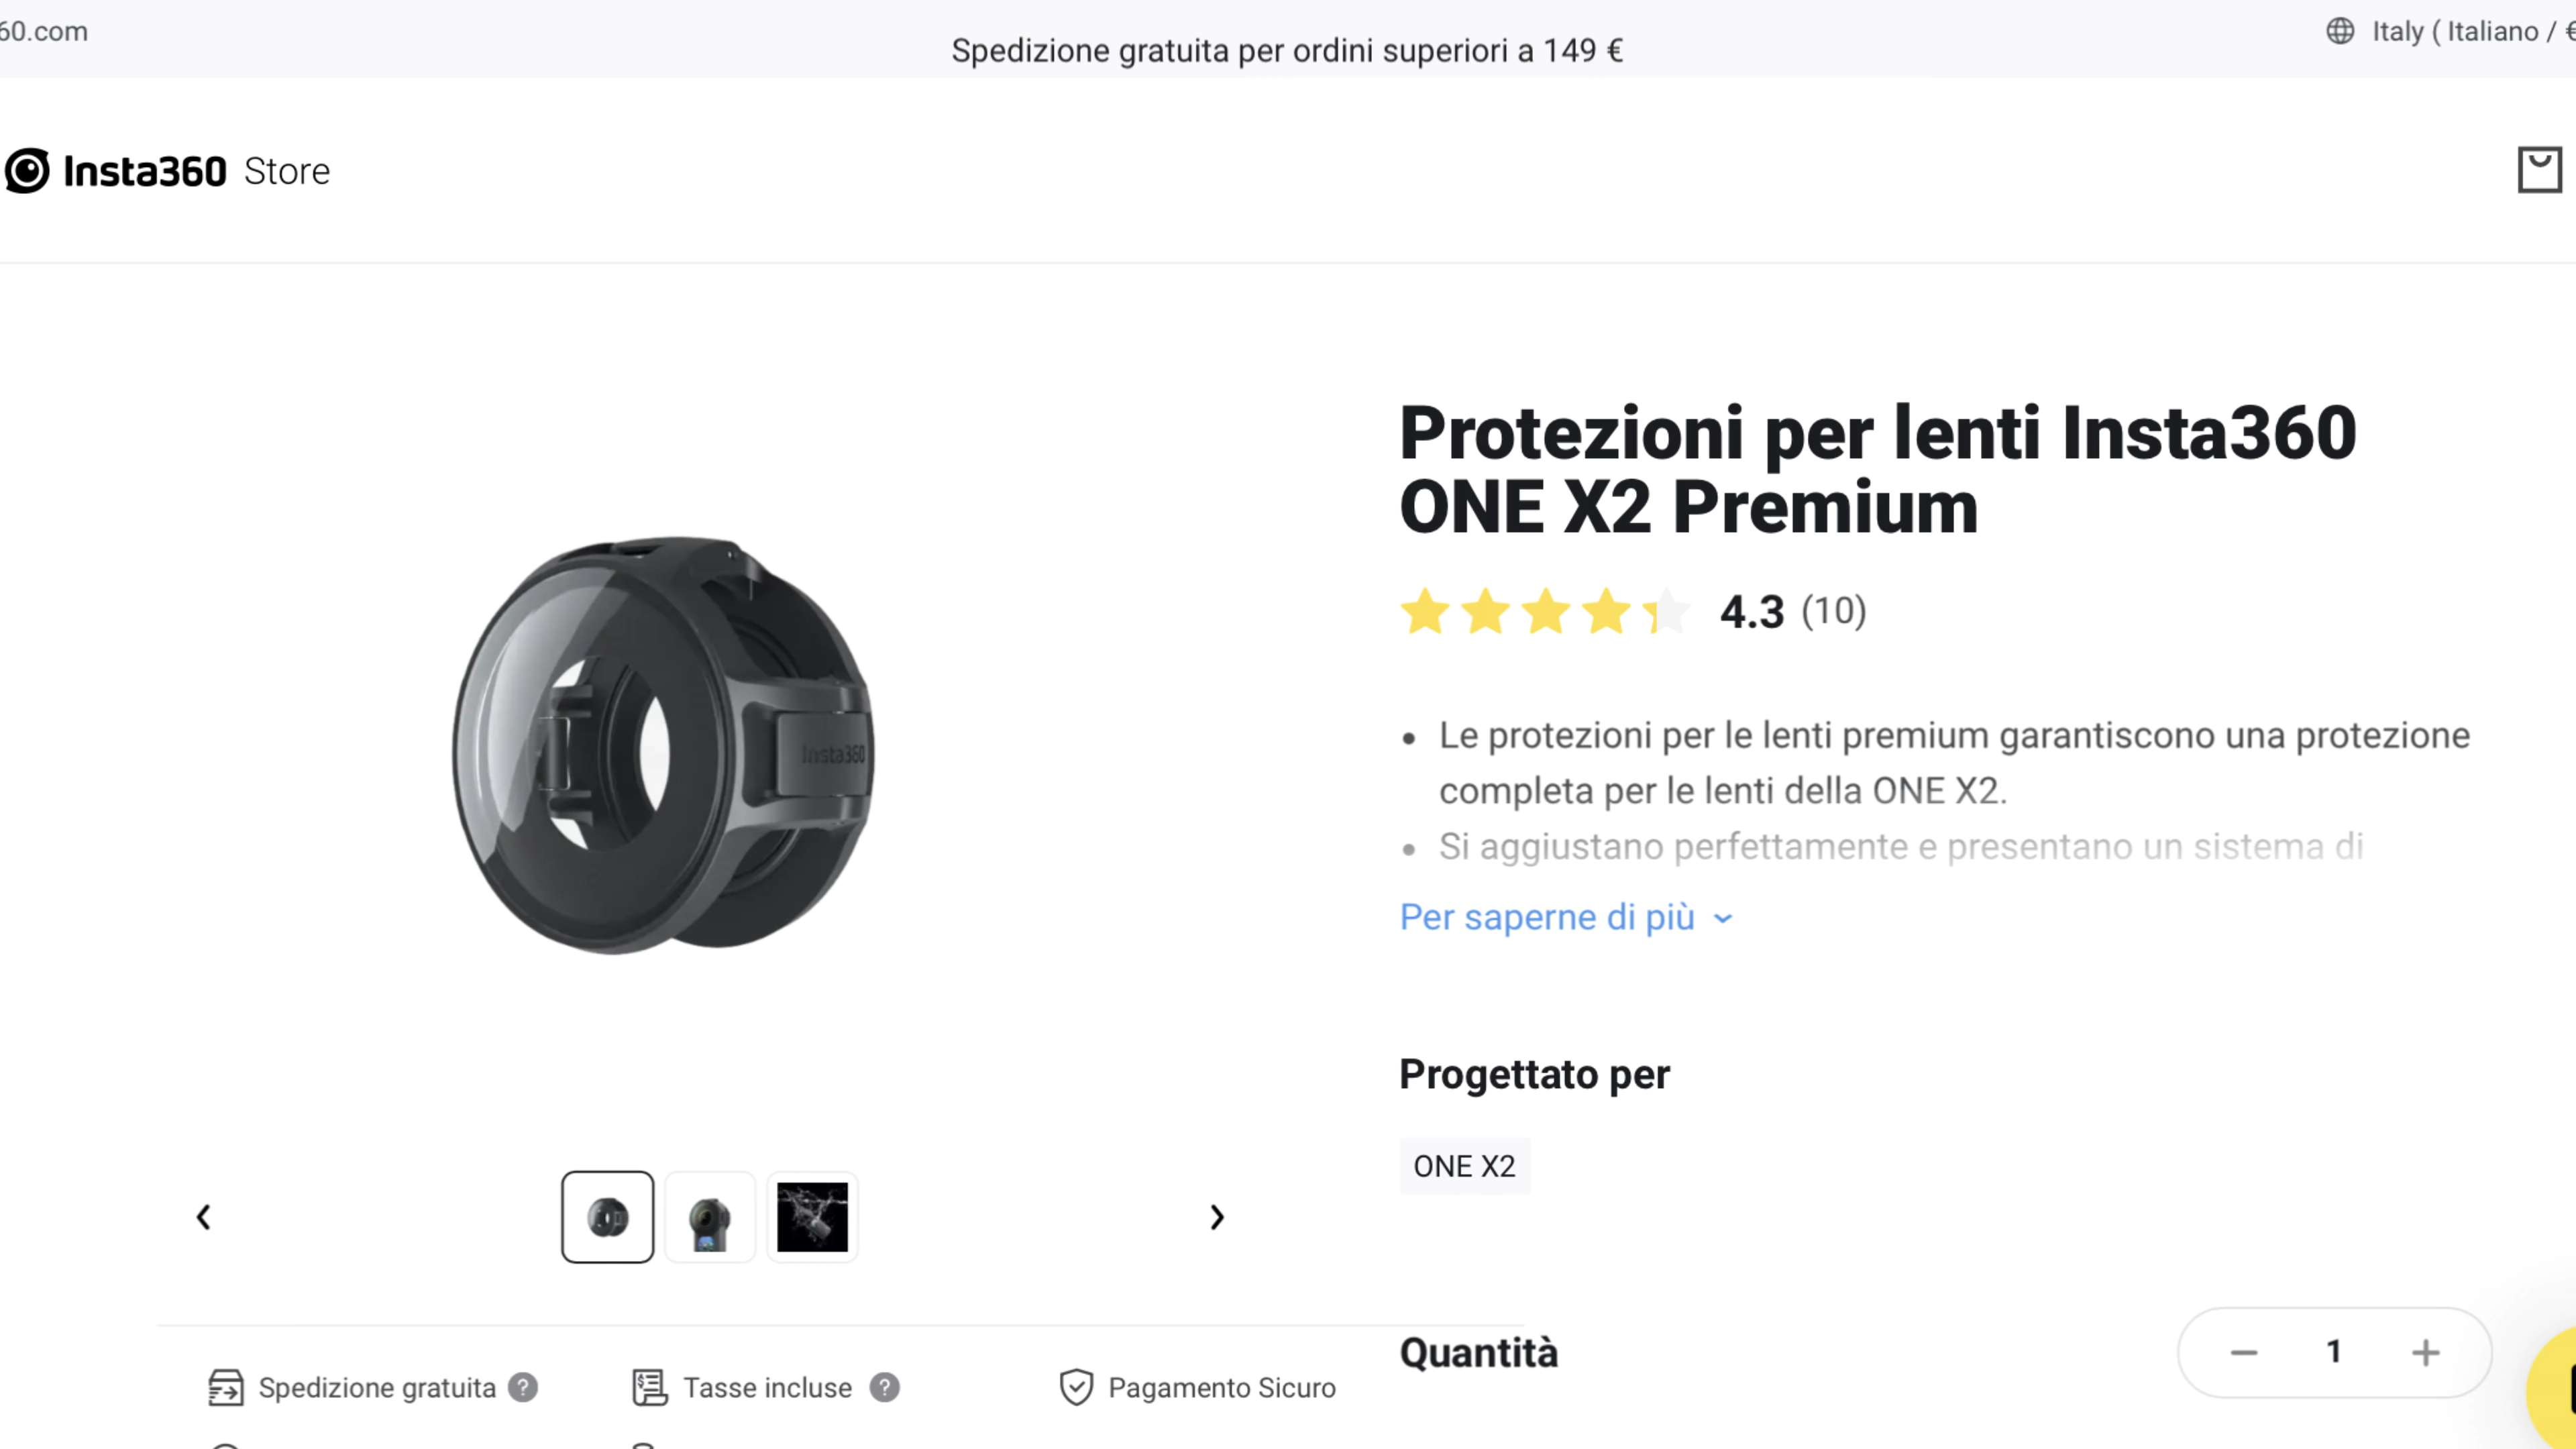 60.com
Spedizione gratuita per ordini superiori a 149 €
Italy ( Italiano / €
Insta360 Store
Protezioni per lenti Insta360
ONE X2 Premium
4.3 (10)
• Le protezioni per le lenti premium garantiscono una protezione
completa per le lenti della ONE X2.
• Si aggiustano perfettamente e presentano un sistema di
Per saperne di più
Insta360
Progettato per
ONE X2
Quantità
1
Spedizione gratuita ?
Tasse incluse ?
Pagamento Sicuro